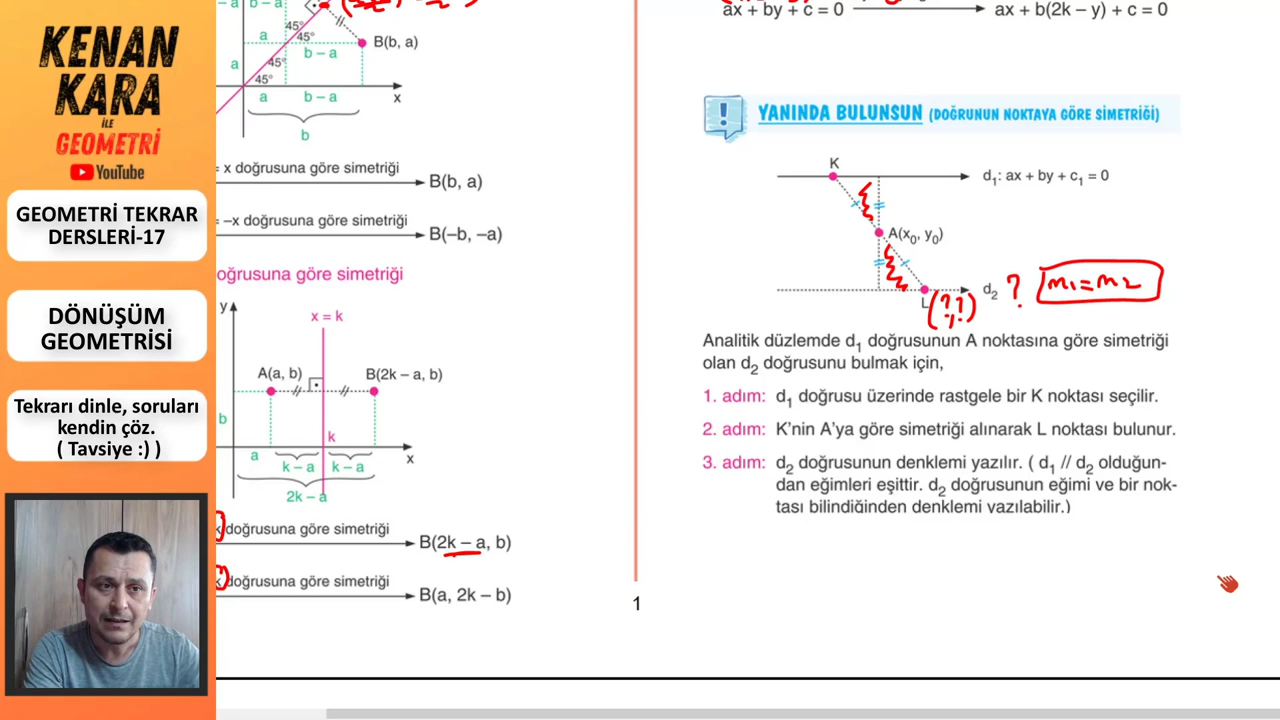 KENAN
KARA
İLE
GEOMETRİ
YouTube
GEOMETRİ TEKRAR
DERSLERİ-17
DÖNÜŞÜM
GEOMETRİSİ
Tekrarı dinle, soruları
kendin çöz.
( Tavsiye :) )
b – a
45°
a
45°
B(b, a)
b – a
a
45°
45°
x
a
b – a
b
= x doğrusuna göre simetriği
B(b, a)
= –x doğrusuna göre simetriği
B(–b, –a)
oğrusuna göre simetriği
y
x = k
A(a, b)
B(2k – a, b)
b
k
a
k – a
k – a
x
2k – a
doğrusuna göre simetriği
B(2k – a, b)
doğrusuna göre simetriği
B(a, 2k – b)
1
ax + by + c = 0
ax + b(2k – y) + c = 0
! YANINDA BULUNSUN (DOĞRUNUN NOKTAYA GÖRE SİMETRİĞİ)
K
d₁: ax + by + c₁ = 0
A(x₀, y₀)
d₂ ? m₁=m₂
L (?,?)
Analitik düzlemde d₁ doğrusunun A noktasına göre simetriği
olan d₂ doğrusunu bulmak için,
1. adım: d₁ doğrusu üzerinde rastgele bir K noktası seçilir.
2. adım: K'nin A'ya göre simetriği alınarak L noktası bulunur.
3. adım: d₂ doğrusunun denklemi yazılır. ( d₁ // d₂ olduğun-
dan eğimleri eşittir. d₂ doğrusunun eğimi ve bir nok-
tası bilindiğinden denklemi yazılabilir.)